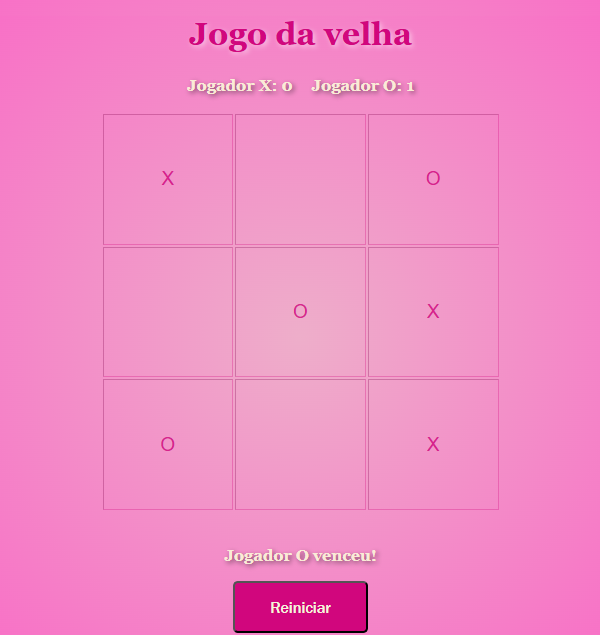 Jogo da velha
Jogador X: 0 Jogador O: 1
X O
O X
O X
Jogador O venceu!
Reiniciar